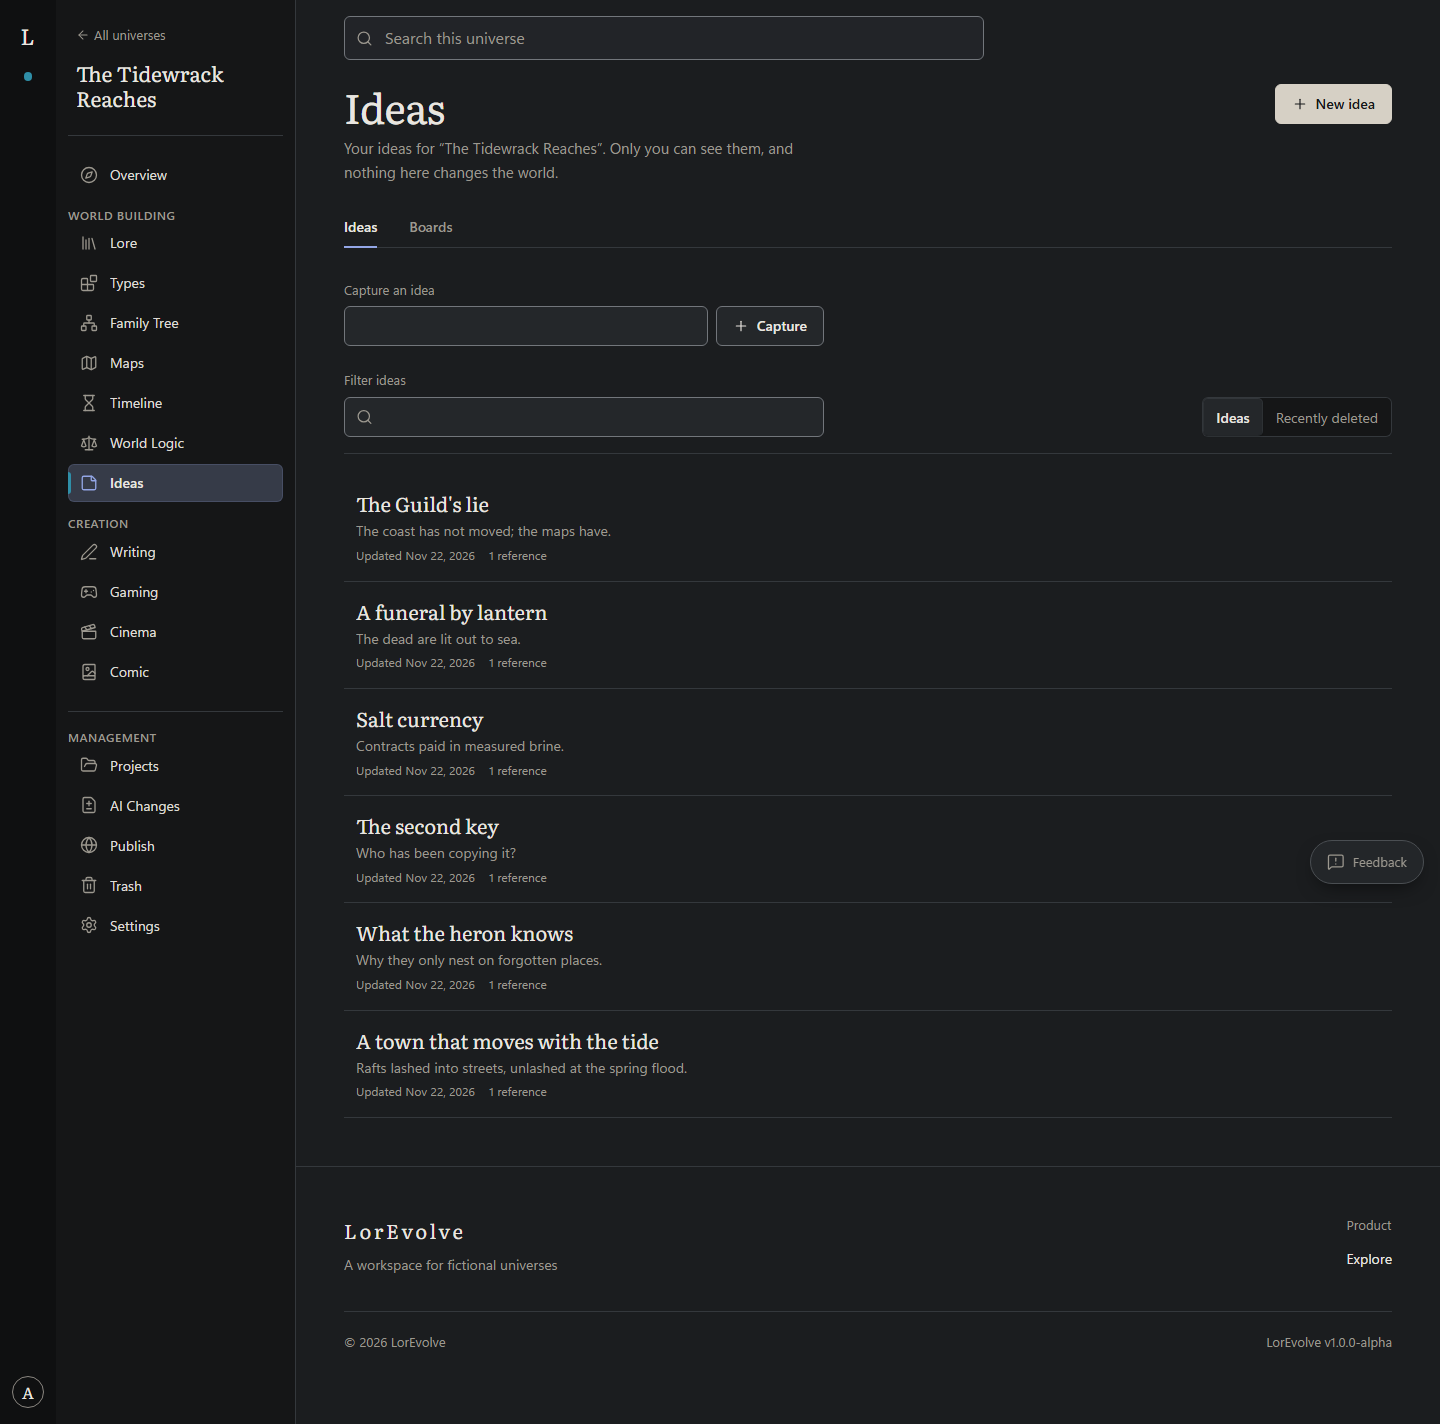 L
All universes
The Tidewrack
Reaches
Overview
WORLD BUILDING
Lore
Types
Family Tree
Maps
Timeline
World Logic
Ideas
CREATION
Writing
Gaming
Cinema
Comic
MANAGEMENT
Projects
AI Changes
Publish
Trash
Settings
A
Search this universe
Ideas
New idea
Your ideas for “The Tidewrack Reaches”. Only you can see them, and
nothing here changes the world.
Ideas Boards
Capture an idea
Capture
Filter ideas
Ideas Recently deleted
The Guild's lie
The coast has not moved; the maps have.
Updated Nov 22, 2026 1 reference
A funeral by lantern
The dead are lit out to sea.
Updated Nov 22, 2026 1 reference
Salt currency
Contracts paid in measured brine.
Updated Nov 22, 2026 1 reference
The second key
Who has been copying it?
Updated Nov 22, 2026 1 reference
Feedback
What the heron knows
Why they only nest on forgotten places.
Updated Nov 22, 2026 1 reference
A town that moves with the tide
Rafts lashed into streets, unlashed at the spring flood.
Updated Nov 22, 2026 1 reference
LorEvolve
A workspace for fictional universes
Product
Explore
© 2026 LorEvolve
LorEvolve v1.0.0-alpha